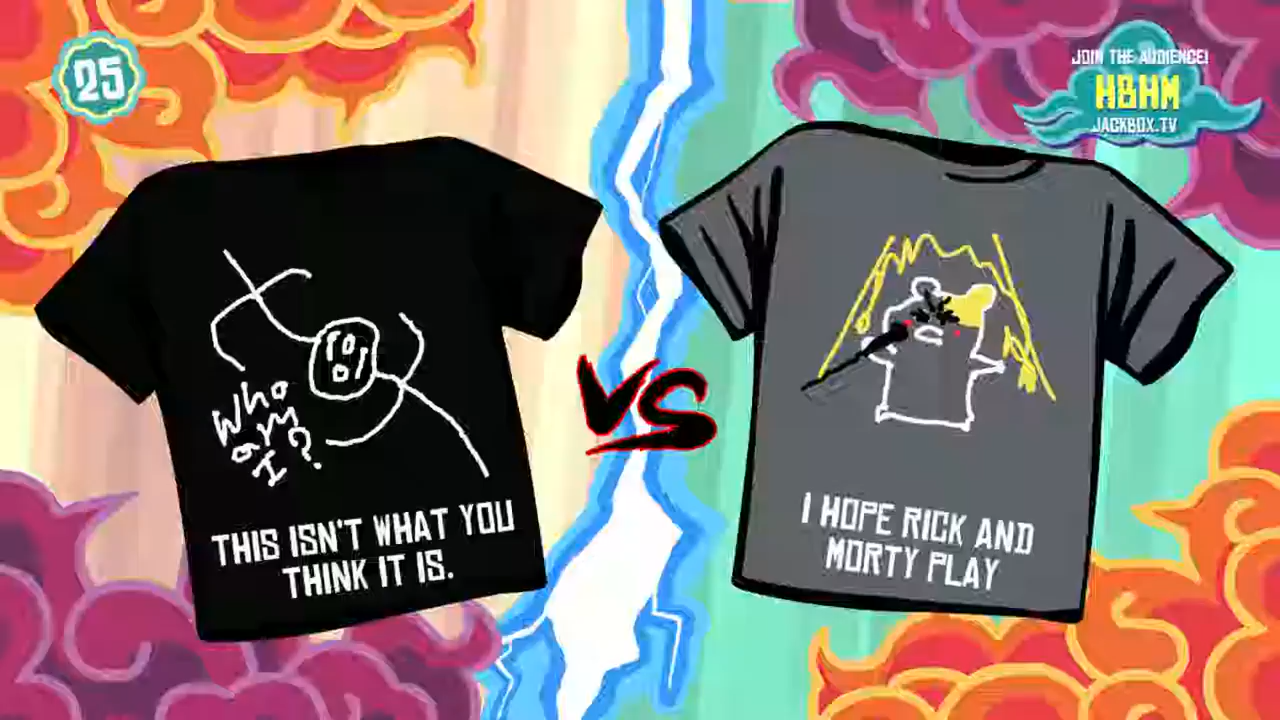 25
JOIN THE AUDIENCE!
HBHM
JACKBOX.TV
Who
am
I?
THIS ISN'T WHAT YOU
THINK IT IS.
VS
I HOPE RICK AND
MORTY PLAY